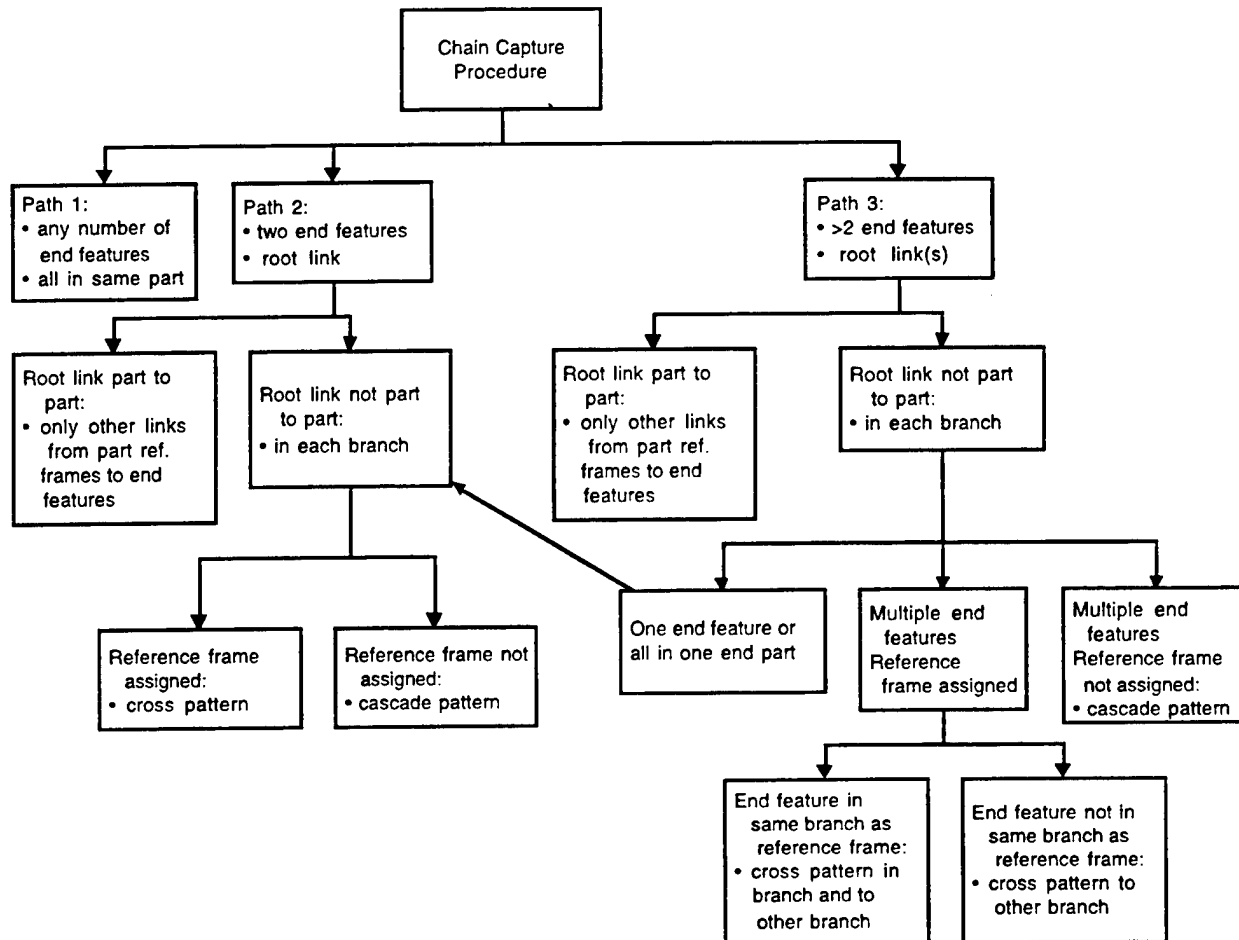 Chain Capture
Procedure
Path 1:
• any number of
end features
• all in same part
Path 2:
• two end features
• root link
Path 3:
• >2 end features
• root link(s)
Root link part to
part:
• only other links
from part ref.
frames to end
features
Root link not part
to part:
• in each branch
Root link part to
part:
• only other links
from part ref.
frames to end
features
Root link not part
to part:
• in each branch
Reference frame
assigned:
• cross pattern
Reference frame not
assigned:
• cascade pattern
One end feature or
all in one end part
Multiple end
features
Reference
frame assigned
Multiple end
features
Reference frame
not assigned:
• cascade pattern
End feature in
same branch as
reference frame:
• cross pattern in
branch and to
other branch
End feature not in
same branch as
reference frame:
• cross pattern to
other branch